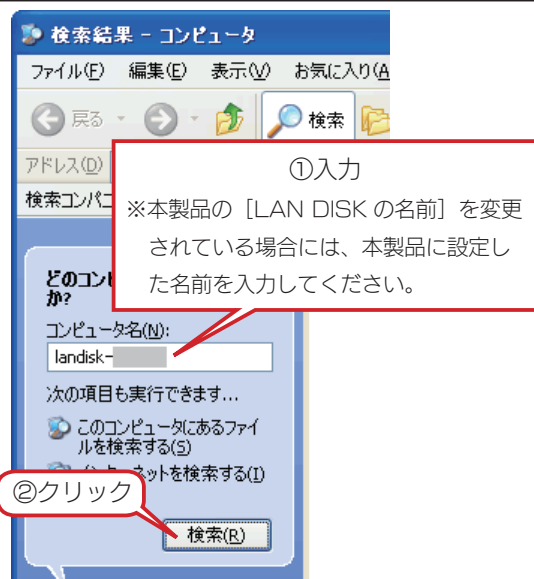 検索結果 - コンピュータ
ファイル(F) 編集(E) 表示(V) お気に入り(A
戻る 検索
アドレス(D)
①入力
※本製品の［LAN DISK の名前］を変更
されている場合には、本製品に設定し
た名前を入力してください。
検索コンパニ
どのコンピ
か?
コンピュータ名(N):
landisk-
次の項目も実行できます...
このコンピュータにあるファイ
ルを検索する(S)
ネットを検索する(I)
②クリック
検索(R)